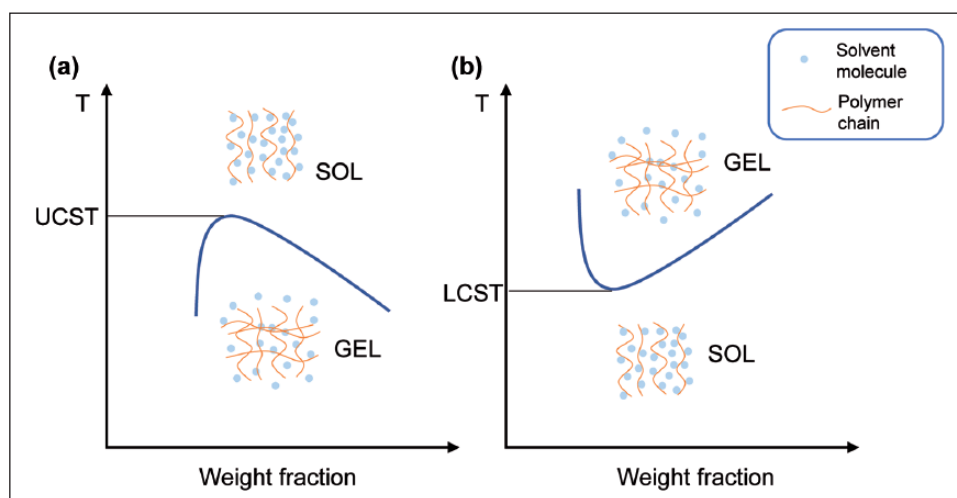 (a)
T
SOL
UCST
GEL
Weight fraction
(b)
T
GEL
LCST
SOL
Weight fraction
Solvent
molecule
Polymer
chain